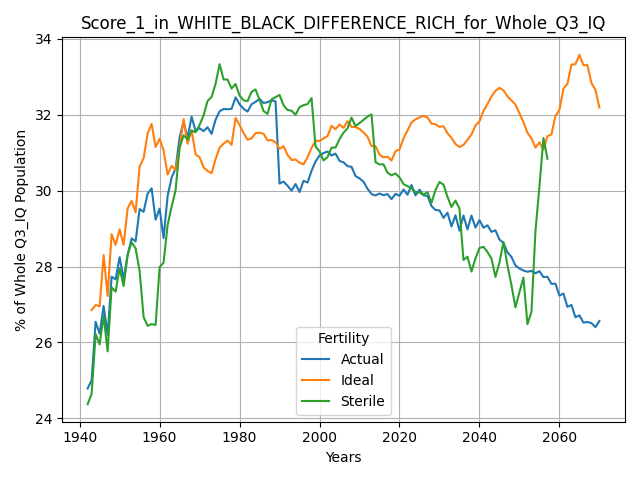 Score_1_in_WHITE_BLACK_DIFFERENCE_RICH_for_Whole_Q3_IQ
34
32
30
28
26
24
% of Whole Q3_IQ Population
1940 1960 1980 2000 2020 2040 2060
Years
Fertility
Actual
Ideal
Sterile